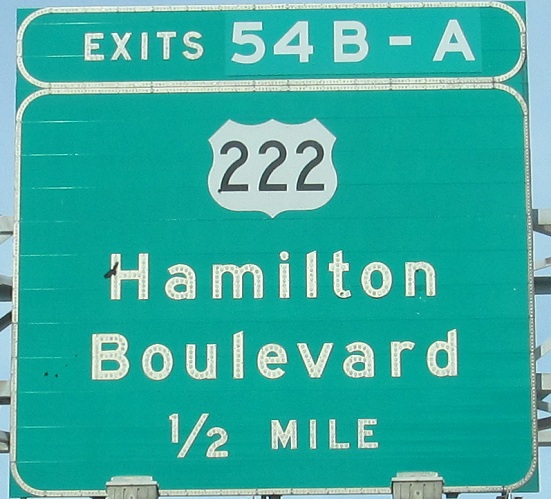 EXITS 54B-A
222
Hamilton
Boulevard
1/2 MILE